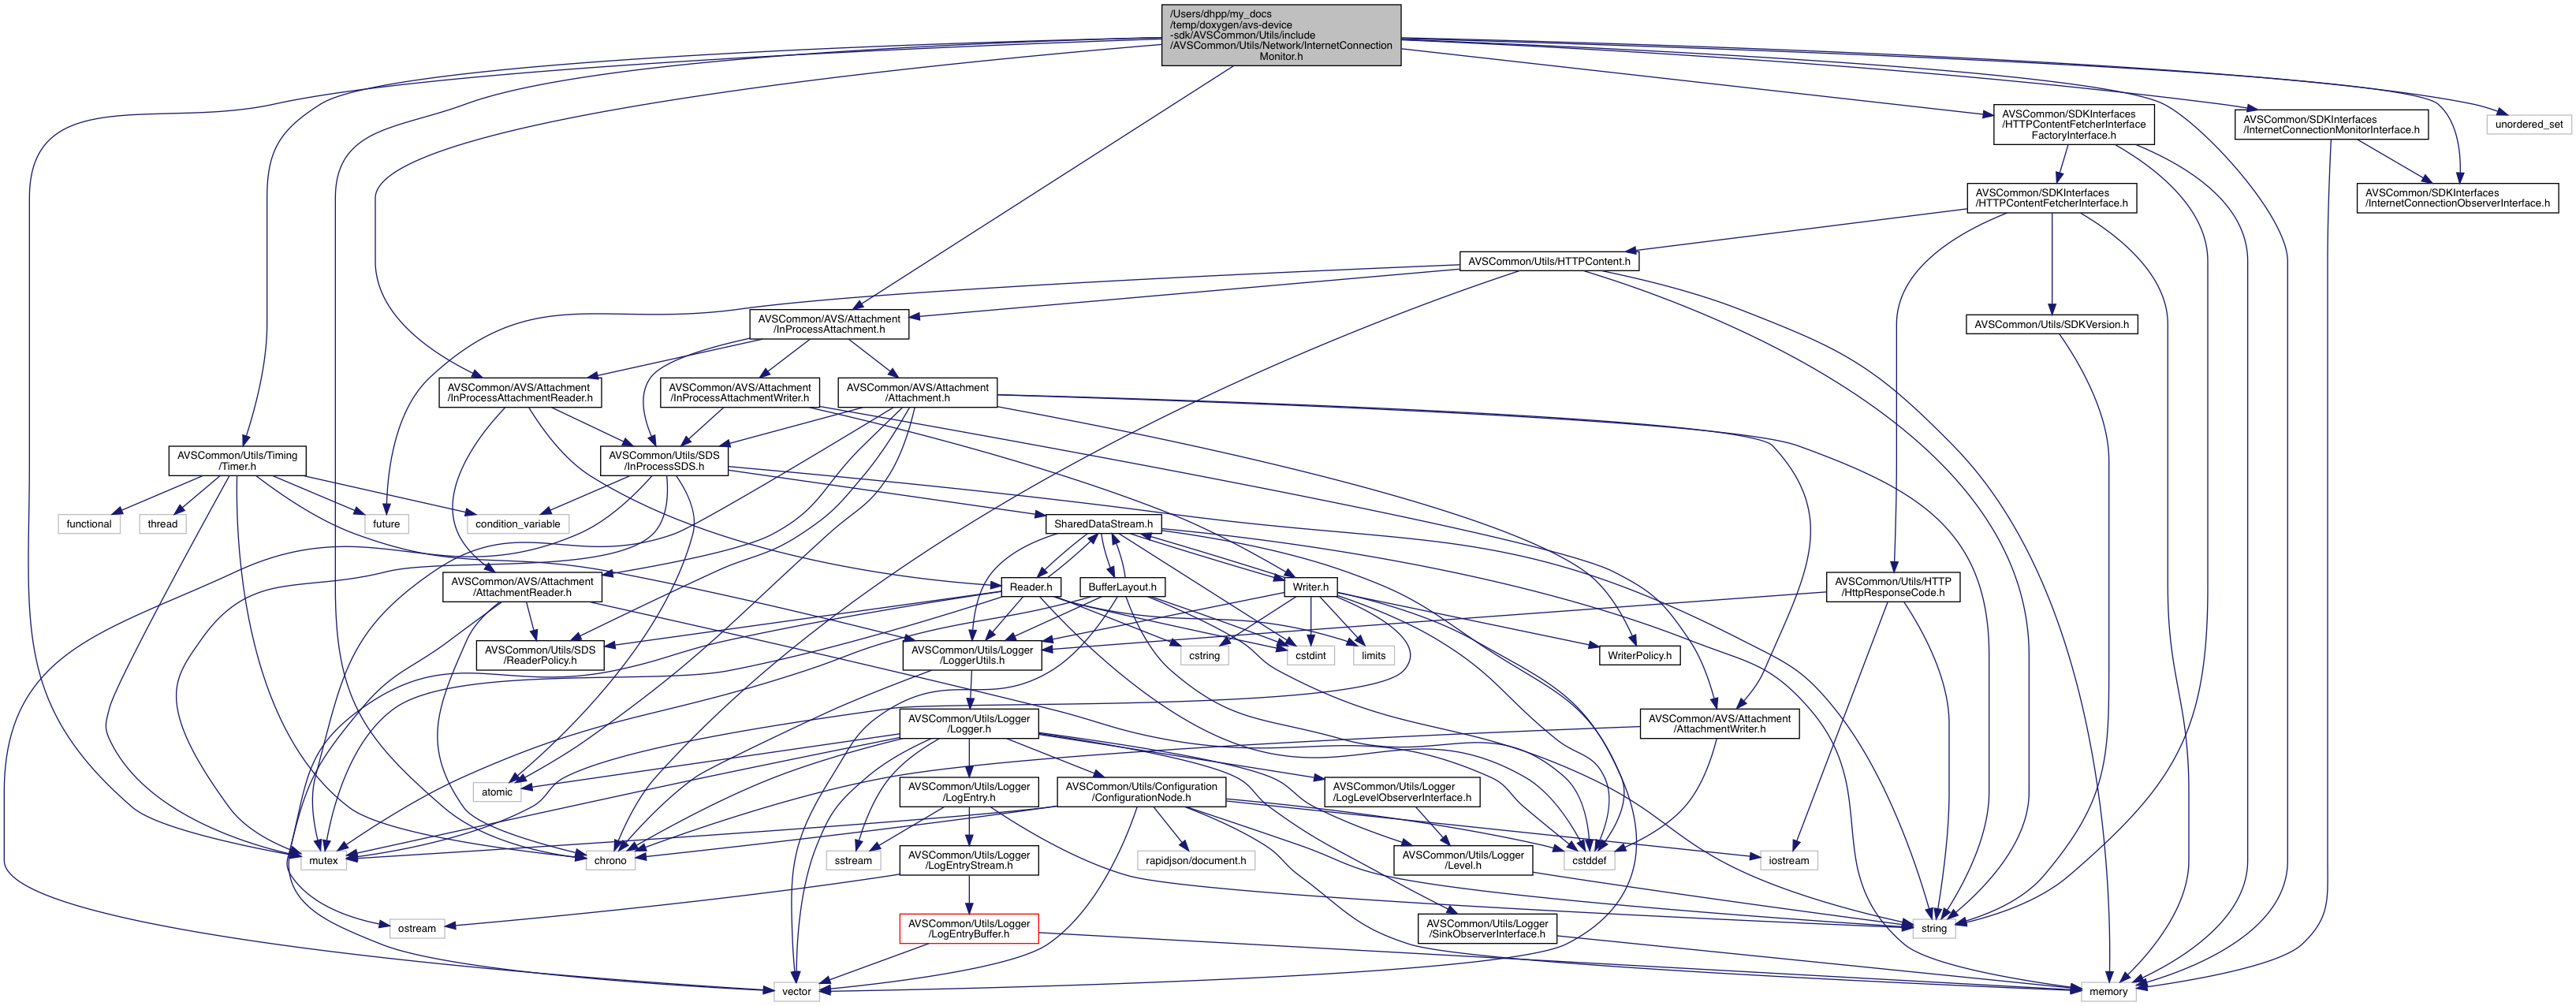 /Users/dhpp/my_docs
/temp/doxygen/avs-device
-sdk/AVSCommon/Utils/include
/AVSCommon/Utils/Network/InternetConnection
Monitor.h
AVSCommon/SDKInterfaces
/HTTPContentFetcherInterface
FactoryInterface.h
AVSCommon/SDKInterfaces
/InternetConnectionMonitorInterface.h
unordered_set
AVSCommon/SDKInterfaces
/HTTPContentFetcherInterface.h
AVSCommon/SDKInterfaces
/InternetConnectionObserverInterface.h
AVSCommon/Utils/HTTPContent.h
AVSCommon/AVS/Attachment
/InProcessAttachment.h
AVSCommon/Utils/SDKVersion.h
AVSCommon/AVS/Attachment
/InProcessAttachmentReader.h
AVSCommon/AVS/Attachment
/InProcessAttachmentWriter.h
AVSCommon/AVS/Attachment
/Attachment.h
AVSCommon/Utils/Timing
/Timer.h
AVSCommon/Utils/SDS
/InProcessSDS.h
functional
thread
future
condition_variable
SharedDataStream.h
AVSCommon/AVS/Attachment
/AttachmentReader.h
Reader.h
BufferLayout.h
Writer.h
AVSCommon/Utils/HTTP
/HttpResponseCode.h
AVSCommon/Utils/SDS
/ReaderPolicy.h
AVSCommon/Utils/Logger
/LoggerUtils.h
cstring
cstdint
limits
WriterPolicy.h
AVSCommon/Utils/Logger
/Logger.h
AVSCommon/AVS/Attachment
/AttachmentWriter.h
atomic
AVSCommon/Utils/Logger
/LogEntry.h
AVSCommon/Utils/Configuration
/ConfigurationNode.h
AVSCommon/Utils/Logger
/LogLevelObserverInterface.h
mutex
chrono
sstream
AVSCommon/Utils/Logger
/LogEntryStream.h
rapidjson/document.h
AVSCommon/Utils/Logger
/Level.h
cstddef
iostream
ostream
AVSCommon/Utils/Logger
/LogEntryBuffer.h
AVSCommon/Utils/Logger
/SinkObserverInterface.h
string
vector
memory